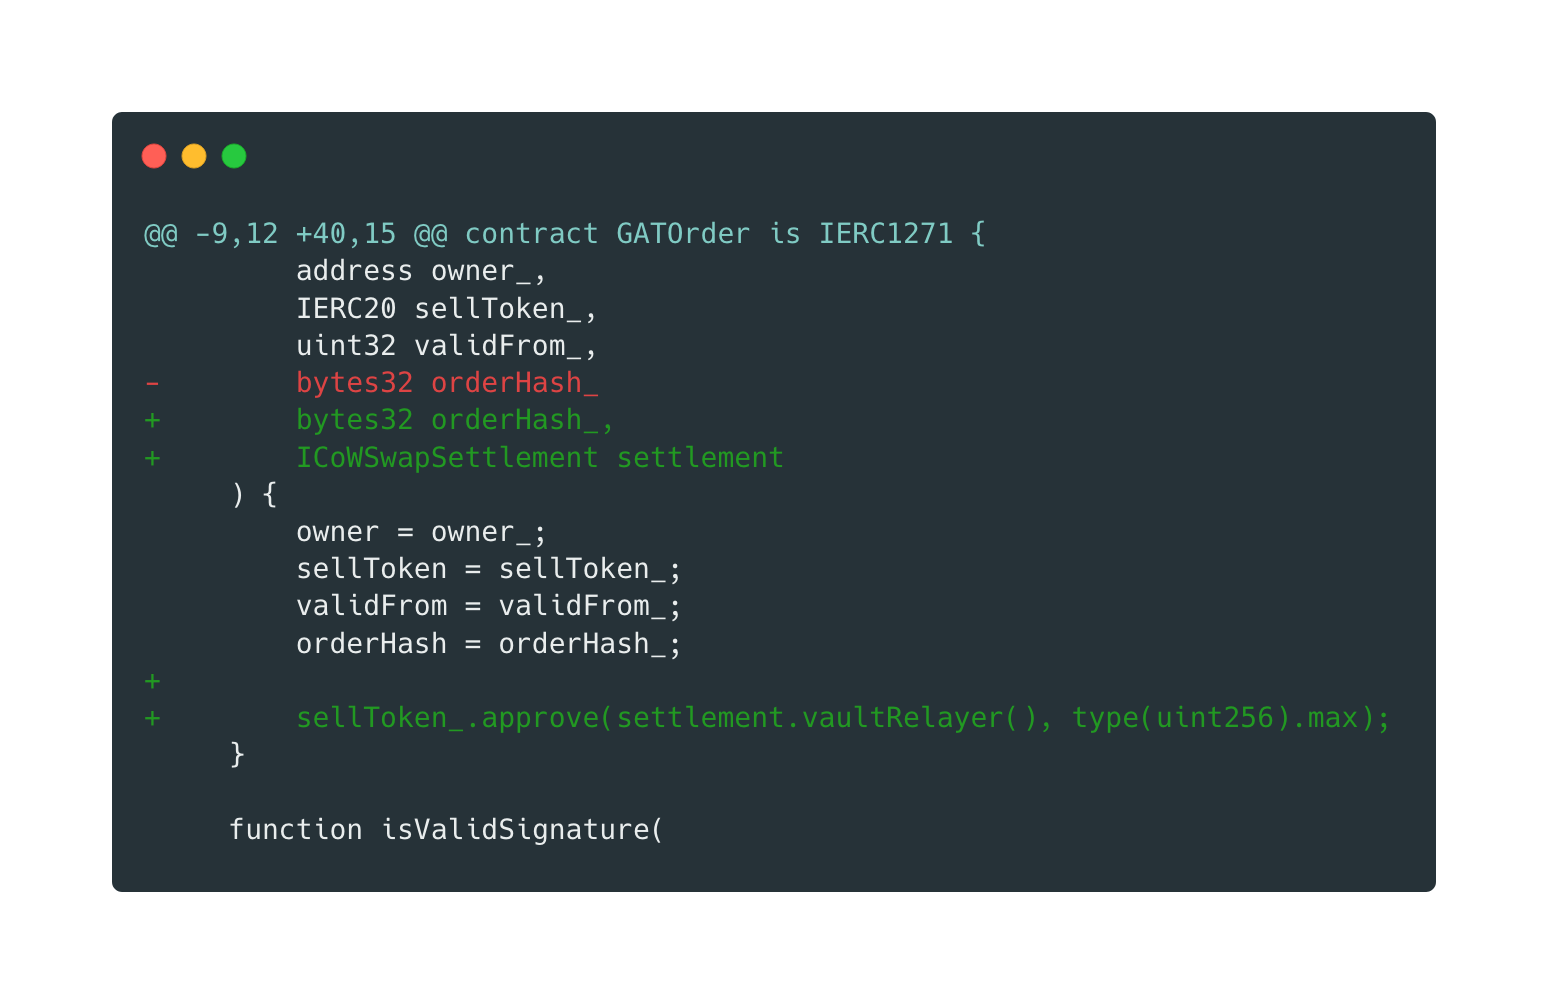 @@ -9,12 +40,15 @@ contract GATOrder is IERC1271 {
         address owner_,
         IERC20 sellToken_,
         uint32 validFrom_,
-        bytes32 orderHash_
+        bytes32 orderHash_,
+        ICoWSwapSettlement settlement
     ) {
         owner = owner_;
         sellToken = sellToken_;
         validFrom = validFrom_;
         orderHash = orderHash_;
+
+        sellToken_.approve(settlement.vaultRelayer(), type(uint256).max);
     }

     function isValidSignature(